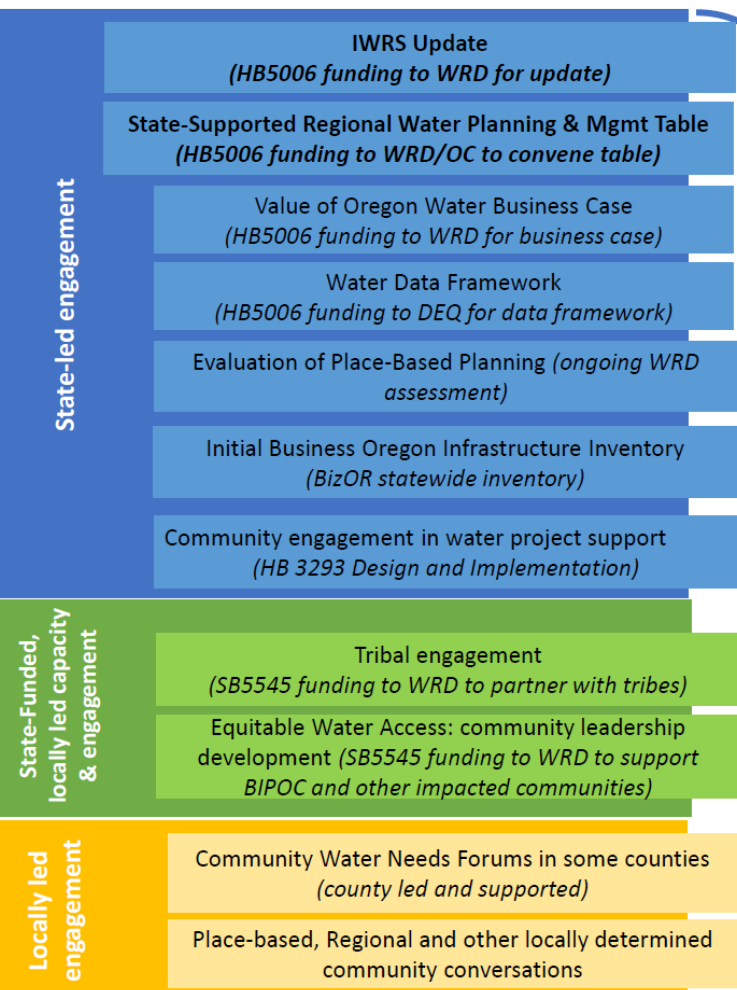 State-led engagement
IWRS Update
(HB5006 funding to WRD for update)
State-Supported Regional Water Planning & Mgmt Table
(HB5006 funding to WRD/OC to convene table)
Value of Oregon Water Business Case
(HB5006 funding to WRD for business case)
Water Data Framework
(HB5006 funding to DEQ for data framework)
Evaluation of Place-Based Planning (ongoing WRD
assessment)
Initial Business Oregon Infrastructure Inventory
(BizOR statewide inventory)
Community engagement in water project support
(HB 3293 Design and Implementation)
State-Funded,
locally led capacity
& engagement
Tribal engagement
(SB5545 funding to WRD to partner with tribes)
Equitable Water Access: community leadership
development (SB5545 funding to WRD to support
BIPOC and other impacted communities)
Locally led
engagement
Community Water Needs Forums in some counties
(county led and supported)
Place-based, Regional and other locally determined
community conversations